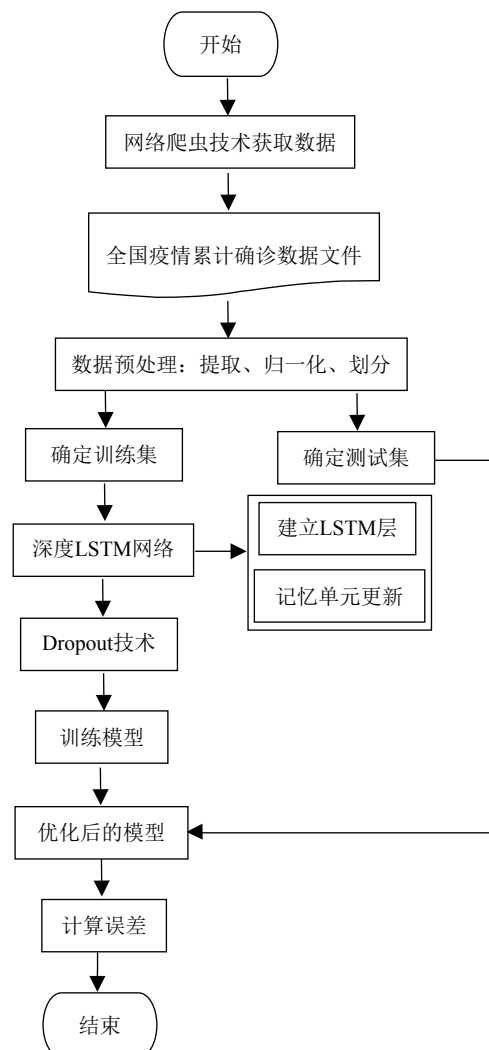 开始
网络爬虫技术获取数据
全国疫情累计确诊数据文件
数据预处理：提取、归一化、划分
确定训练集
确定测试集
深度LSTM网络
建立LSTM层
记忆单元更新
Dropout技术
训练模型
优化后的模型
计算误差
结束